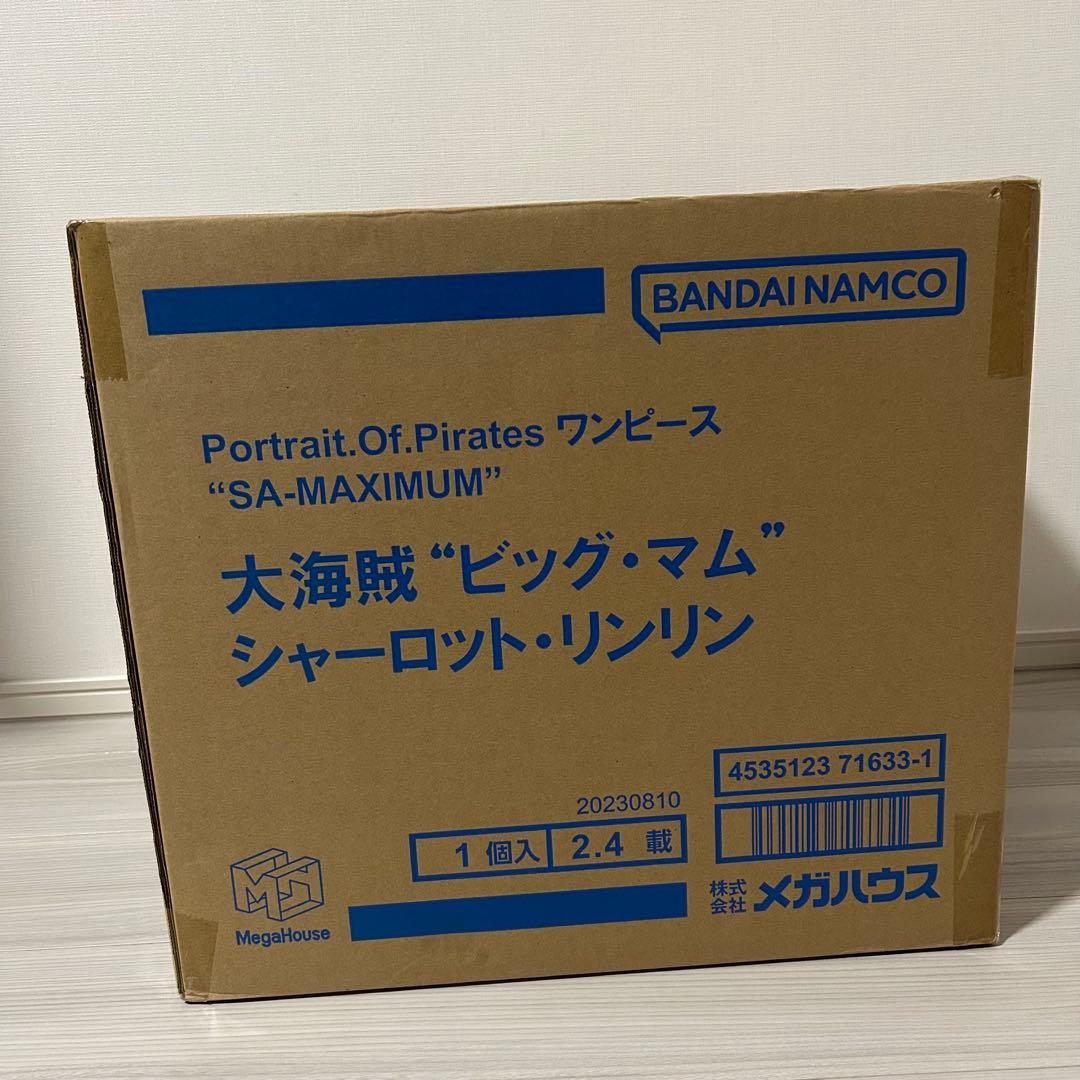 BANDAI NAMCO
Portrait.Of.Pirates ワンピース
“SA-MAXIMUM”
大海賊“ビッグ・マム”
シャーロット・リンリン
4535123 71633-1
20230810
1 個入 2.4 載
MH
MegaHouse
株式会社 メガハウス